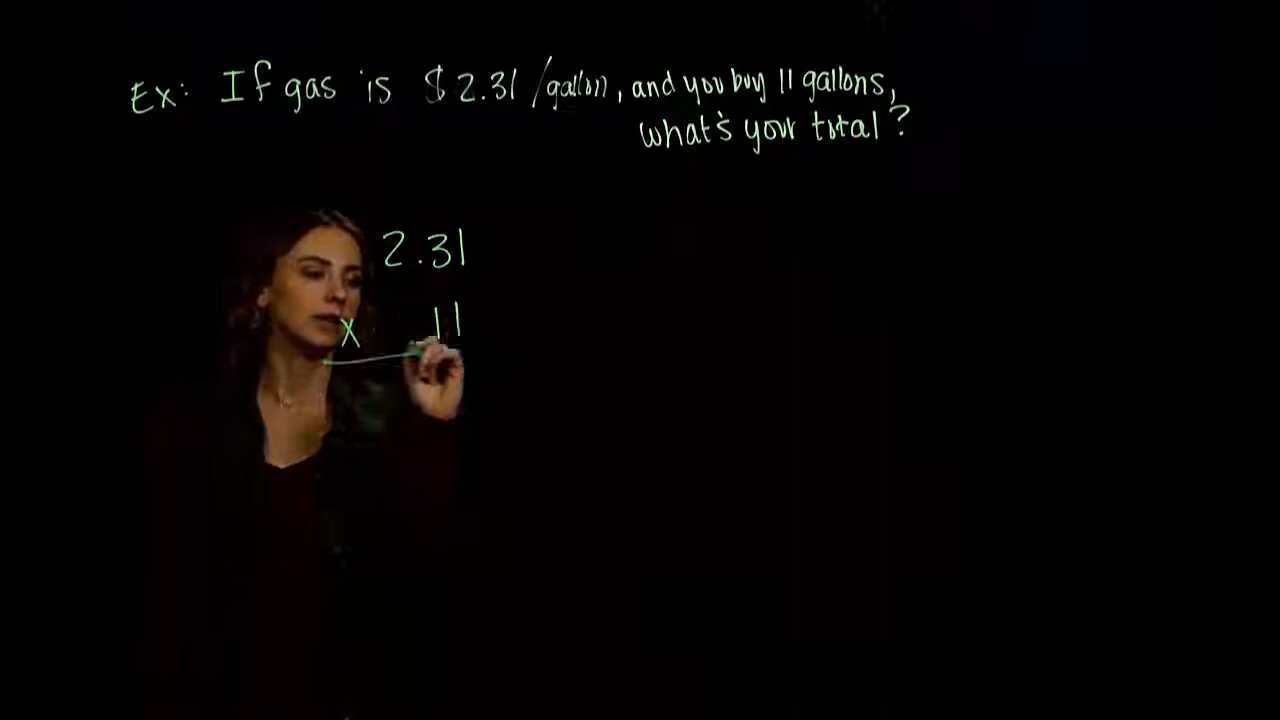 Ex: If gas is $2.31/gallon, and you buy 11 gallons,
what's your total?
2.31
x 11